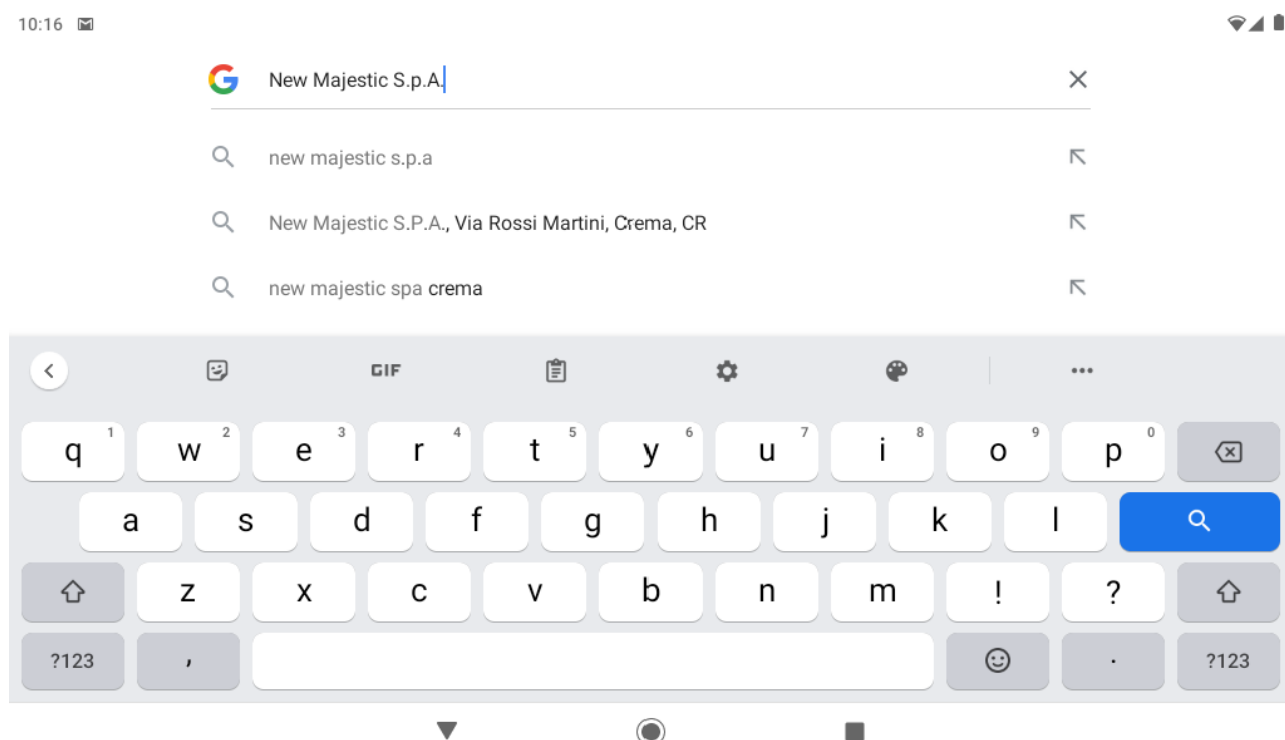 10:16
New Majestic S.p.A.
new majestic s.p.a
New Majestic S.P.A., Via Rossi Martini, Crema, CR
new majestic spa crema
GIF
q 1 w 2 e 3 r 4 t 5 y 6 u 7 i 8 o 9 p 0
a s d f g h j k l
z x c v b n m ! ?
?123 , . ?123